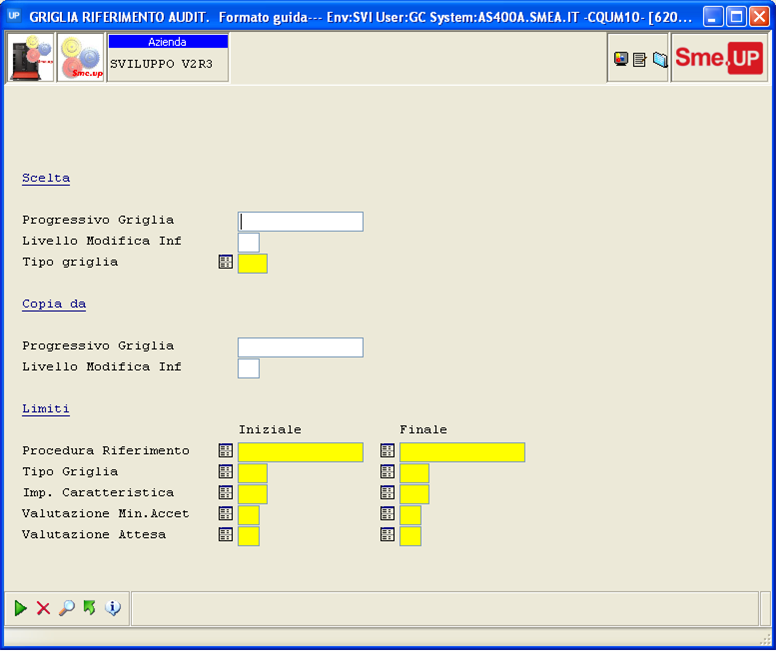 UP GRIGLIA RIFERIMENTO AUDIT. Formato guida--- Env:SVI User:GC System:AS400A.SMEA.IT -CQUM10- [620...
Sme.up
Azienda
SVILUPPO V2R3
Sme.UP
Scelta
Progressivo Griglia
Livello Modifica Inf
Tipo griglia
Copia da
Progressivo Griglia
Livello Modifica Inf
Limiti
Iniziale Finale
Procedura Riferimento
Tipo Griglia
Imp. Caratteristica
Valutazione Min.Accet
Valutazione Attesa